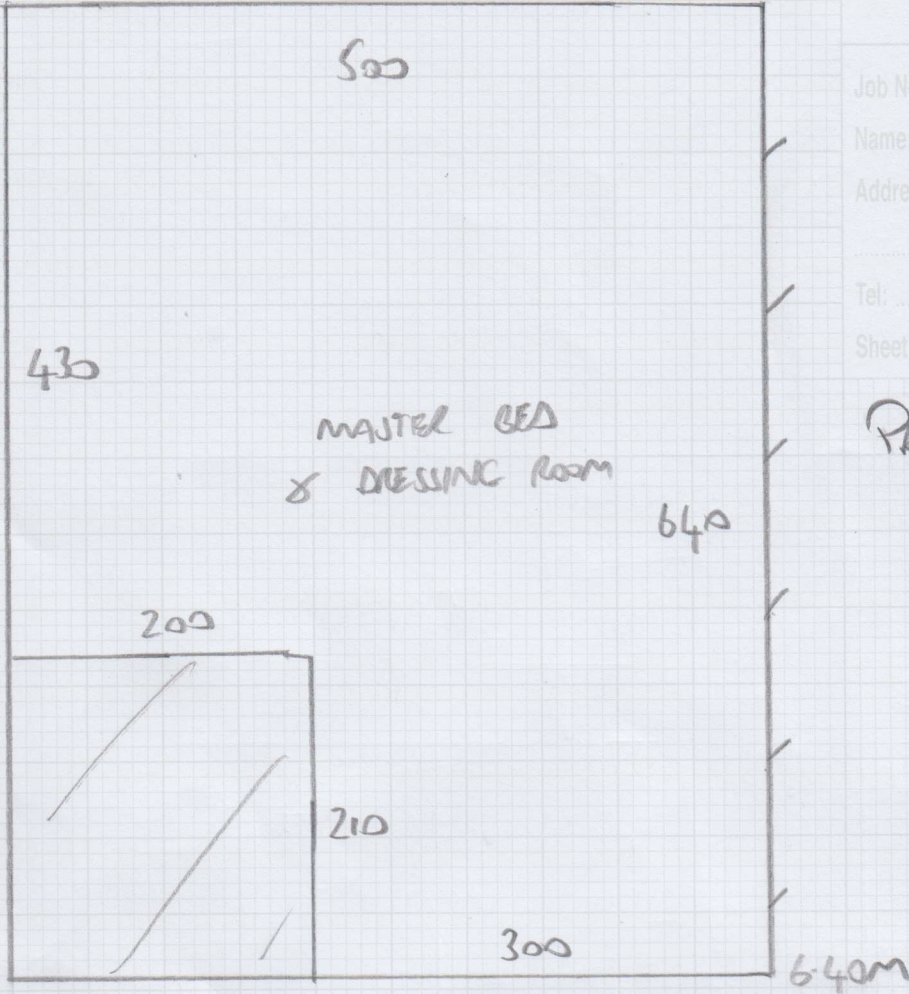 500
Job N
Name
Addre
Tel:
Sheet
430
MASTER BED
& DRESSING ROOM
640
200
210
300
6.40M